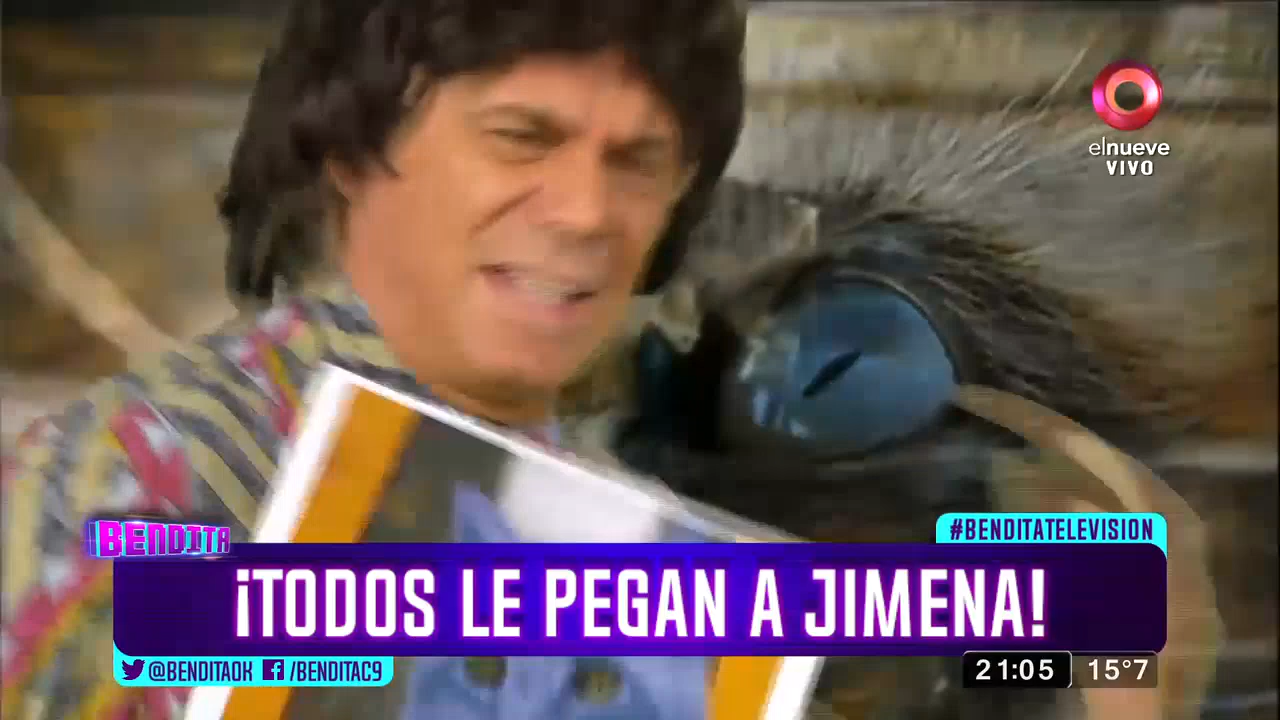 elnueve
VIVO
#BENDITATELEVISION
BENDITA
¡TODOS LE PEGAN A JIMENA!
@BENDITAOK /BENDITAC9
21:05 15°7